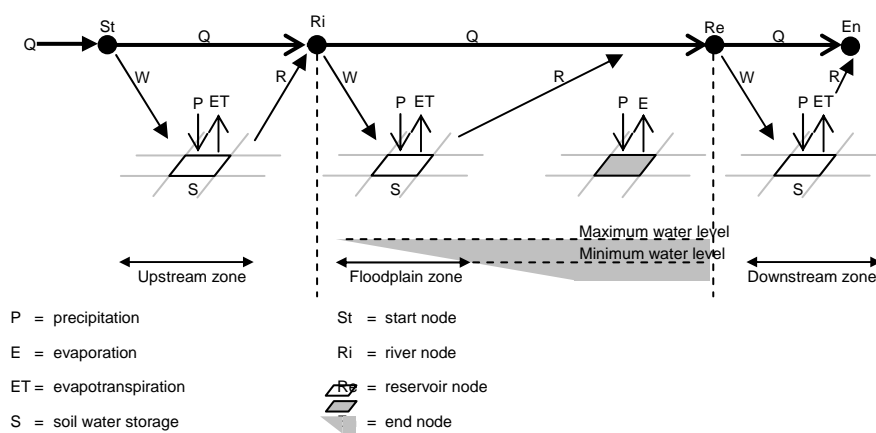 St Ri Re En
Q Q Q Q
W R W R W R
P ET P ET P E P ET
S S S
Maximum water level
Minimum water level
Upstream zone Floodplain zone Downstream zone
P = precipitation St = start node
E = evaporation Ri = river node
ET = evapotranspiration Re = reservoir node
S = soil water storage = end node